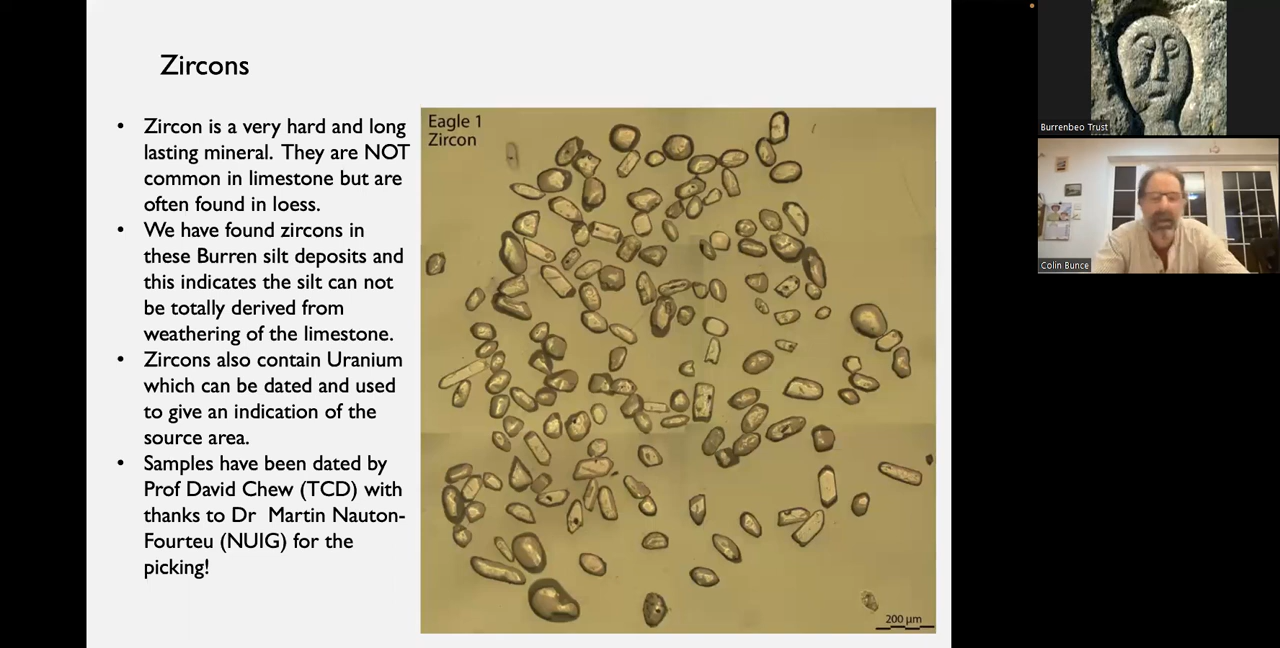 Zircons
• Zircon is a very hard and long
lasting mineral. They are NOT
common in limestone but are
often found in loess.
• We have found zircons in
these Burren silt deposits and
this indicates the silt can not
be totally derived from
weathering of the limestone.
• Zircons also contain Uranium
which can be dated and used
to give an indication of the
source area.
• Samples have been dated by
Prof David Chew (TCD) with
thanks to Dr Martin Nauton-
Fourteu (NUIG) for the
picking!
Eagle 1
Zircon
200 µm
Burrenbeo Trust
Colin Bunce